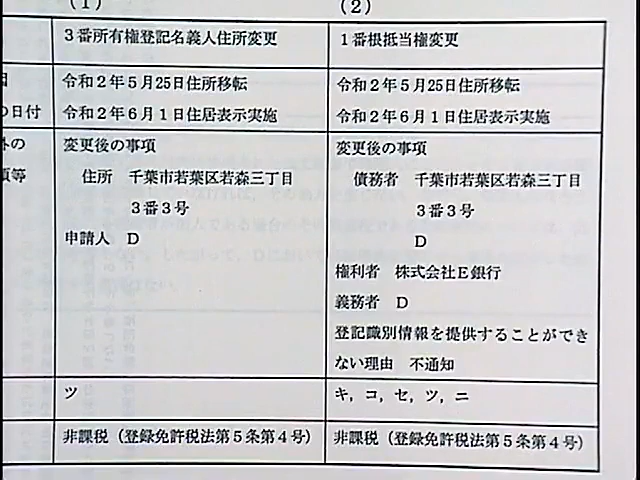 (１)
(２)
３番所有権登記名義人住所変更
１番根抵当権変更
令和２年５月25日住所移転
令和２年５月25日住所移転
の日付
令和２年６月１日住居表示実施
令和２年６月１日住居表示実施
外の
変更後の事項
変更後の事項
項等
住所　千葉市若葉区若森三丁目
債務者　千葉市若葉区若森三丁目
３番３号
３番３号
申請人　Ｄ
Ｄ
権利者　株式会社Ｅ銀行
義務者　Ｄ
登記識別情報を提供することができ
ない理由　不通知
ツ
キ，コ，セ，ツ，ニ
非課税（登録免許税法第５条第４号）
非課税（登録免許税法第５条第４号）